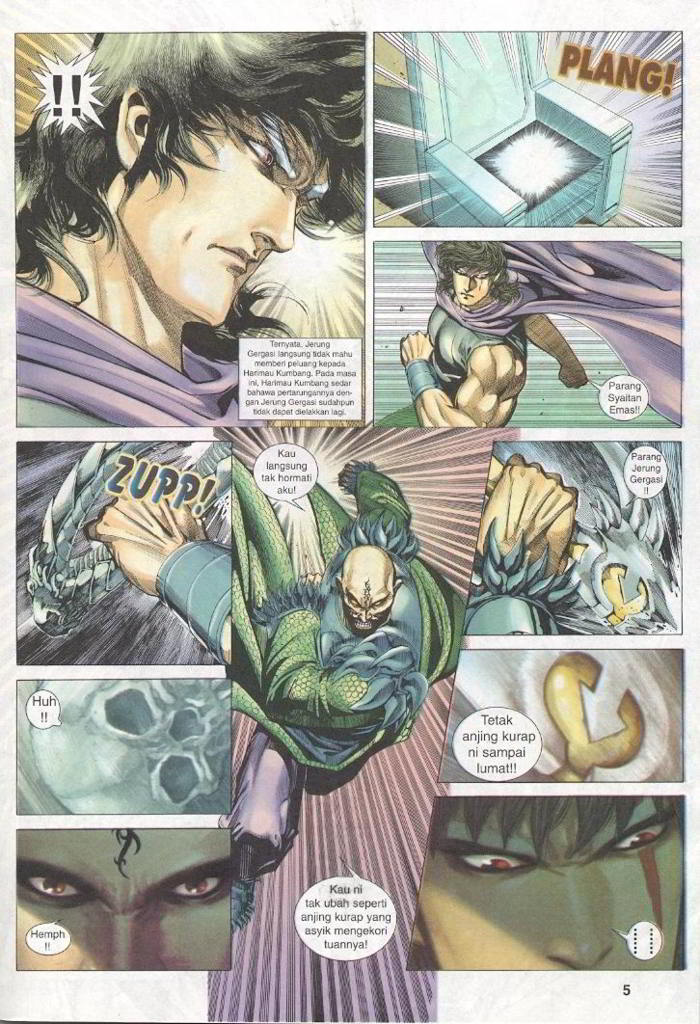 !!
PLANG!
Ternyata, Jerung
Gergasi langsung tidak mahu
memberi peluang kepada
Harimau Kumbang. Pada masa
ini, Harimau Kumbang sedar
bahawa pertarungannya den-
gan Jerung Gergasi sudahpun
tidak dapat dielakkan lagi.
Parang
Syaitan
Emas!!
ZUPP!
Kau
langsung
tak hormati
aku!
Parang
Jerung
Gergasi
!!
Huh
!!
Tetak
anjing kurap
ni sampai
lumat!!
Hemph
!!
Kau ni
tak ubah seperti
anjing kurap yang
asyik mengekori
tuannya!
!!
5